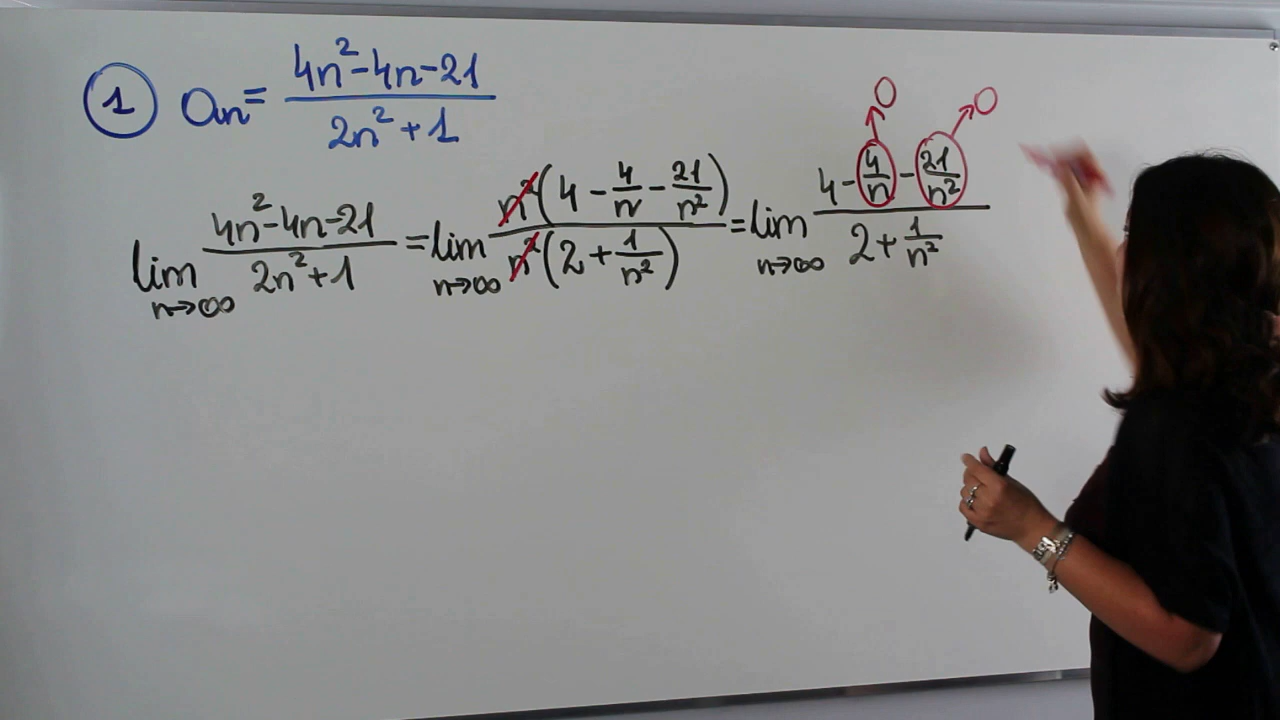 ① an = (4n² - 4n - 21)/(2n² + 1)
0 0
lim n→∞ (4n² - 4n - 21)/(2n² + 1) = lim n→∞ n²(4 - 4/n - 21/n²)/n²(2 + 1/n²) = lim n→∞ (4 - 4/n - 21/n²)/(2 + 1/n²)